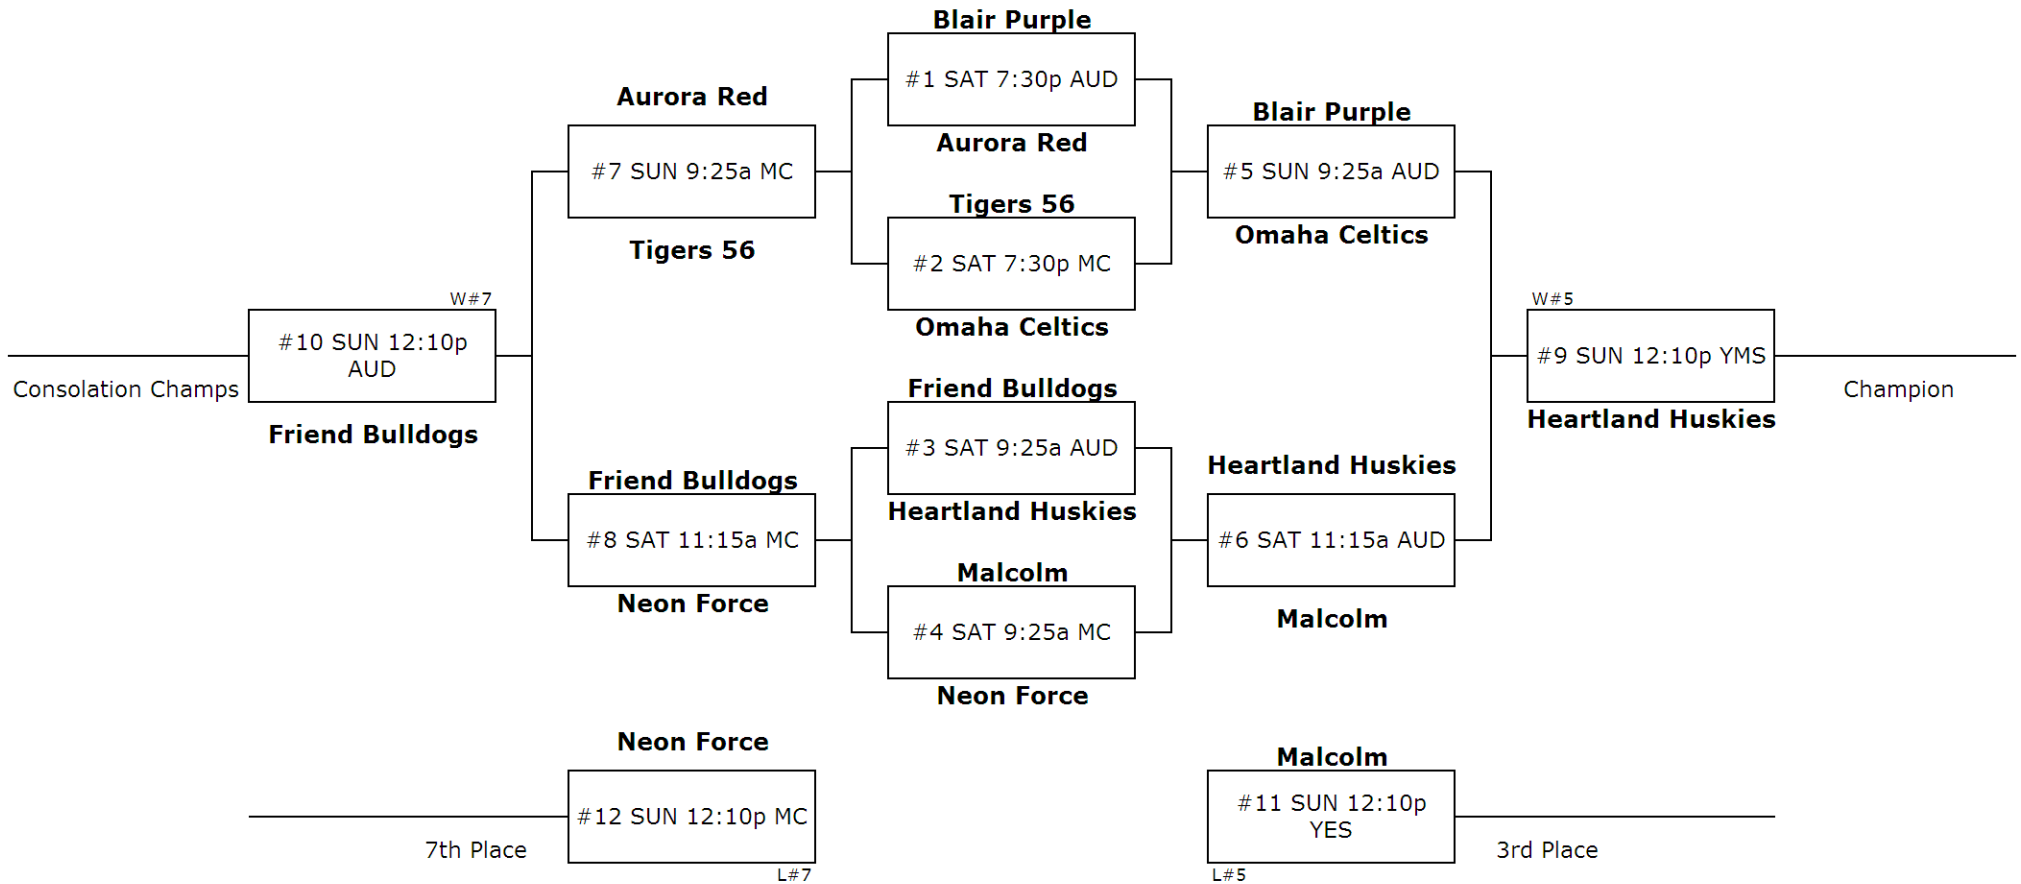 Blair Purple
#1 SAT 7:30p AUD
Aurora Red
Aurora Red
#7 SUN 9:25a MC
Tigers 56
Blair Purple
#5 SUN 9:25a AUD
Omaha Celtics
Tigers 56
#2 SAT 7:30p MC
Omaha Celtics
W#7
#10 SUN 12:10p
AUD
Consolation Champs
Friend Bulldogs
W#5
#9 SUN 12:10p YMS
Champion
Heartland Huskies
Friend Bulldogs
#3 SAT 9:25a AUD
Heartland Huskies
Friend Bulldogs
#8 SAT 11:15a MC
Neon Force
Heartland Huskies
#6 SAT 11:15a AUD
Malcolm
Malcolm
#4 SAT 9:25a MC
Neon Force
Neon Force
#12 SUN 12:10p MC
7th Place
L#7
Malcolm
#11 SUN 12:10p
YES
3rd Place
L#5